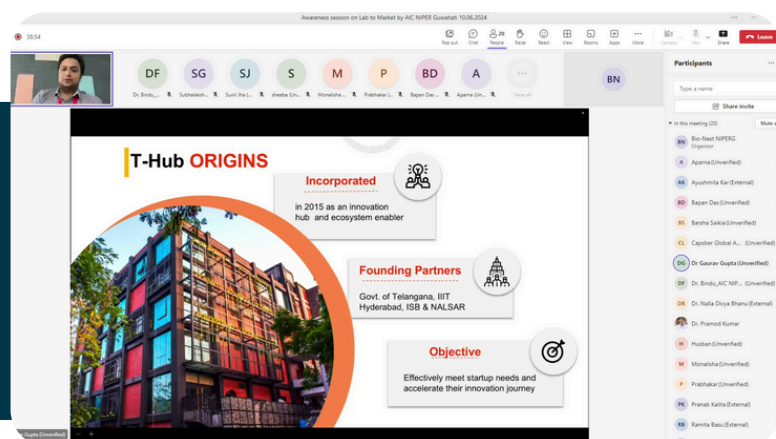 Awareness session on Lab to Market by AIC NIPER Guwahati 10.06.2024
38:54
Pop out
Chat
20
People
Raise
React
View
Rooms
Apps
More
Camera
Mic
Share
Leave
DF
SG
SJ
S
M
P
BD
A
BN
Dr. Bindu_...
Subhalaksh...
Sunil Jha (...
sheeba (Un...
Monalisha ...
Prabhakar (...
Bapan Das ...
Aparna (Un...
View all
T-Hub ORIGINS
Incorporated
in 2015 as an innovation
hub and ecosystem enabler
Founding Partners
Govt. of Telangana, IIIT
Hyderabad, ISB & NALSAR
Objective
Effectively meet startup needs and
accelerate their innovation journey
Gupta (Unverified)
Participants
Type a name
Share invite
In this meeting (20)
Mute a
BN Bio-Nest NIPERG
Organizer
A Aparna (Unverified)
AK Ayushmita Kar (External)
BD Bapan Das (Unverified)
BS Barsha Saikia (Unverified)
CL Capsber Global A... (Unverified)
DG Dr Gaurav Gupta (Unverified)
DF Dr. Bindu_AIC NIP... (Unverified)
DB Dr. Nalla Divya Bhanu (External)
Dr. Pramod Kumar
H Husban (Unverified)
M Monalisha (Unverified)
P Prabhakar (Unverified)
PK Pranab Kalita (External)
RB Ramita Basu (External)